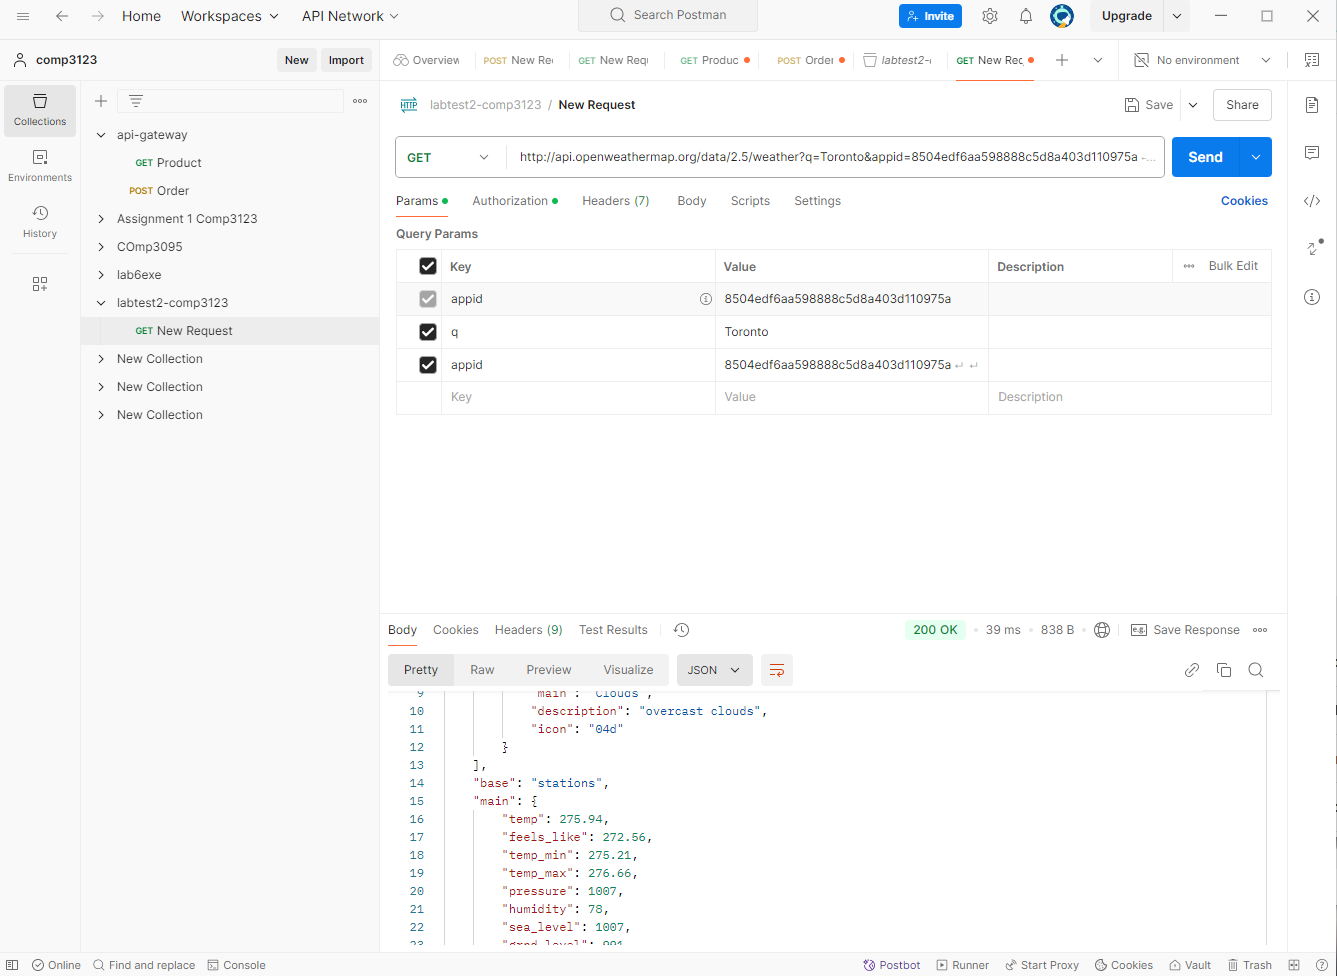 Home Workspaces API Network Search Postman Invite Upgrade
comp3123 New Import Overview POST New Re GET New Requ GET Produc POST Order labtest2- GET New Rec No environment
Collections
Environments
History
api-gateway
GET Product
POST Order
Assignment 1 Comp3123
COmp3095
lab6exe
labtest2-comp3123
GET New Request
New Collection
New Collection
New Collection
HTTP labtest2-comp3123 / New Request Save Share
GET http://api.openweathermap.org/data/2.5/weather?q=Toronto&appid=8504edf6aa598888c5d8a403d110975a ↵... Send
Params Authorization Headers (7) Body Scripts Settings Cookies
Query Params
Key Value Description Bulk Edit
appid 8504edf6aa598888c5d8a403d110975a
q Toronto
appid 8504edf6aa598888c5d8a403d110975a ↵ ↵
Key Value Description
Body Cookies Headers (9) Test Results 200 OK 39 ms 838 B e.g. Save Response
Pretty Raw Preview Visualize JSON
9 "main": "Clouds",
10 "description": "overcast clouds",
11 "icon": "04d"
12 }
13 ],
14 "base": "stations",
15 "main": {
16 "temp": 275.94,
17 "feels_like": 272.56,
18 "temp_min": 275.21,
19 "temp_max": 276.66,
20 "pressure": 1007,
21 "humidity": 78,
22 "sea_level": 1007,
23 "grnd_level": 991,
Online Find and replace Console Postbot Runner Start Proxy Cookies Vault Trash